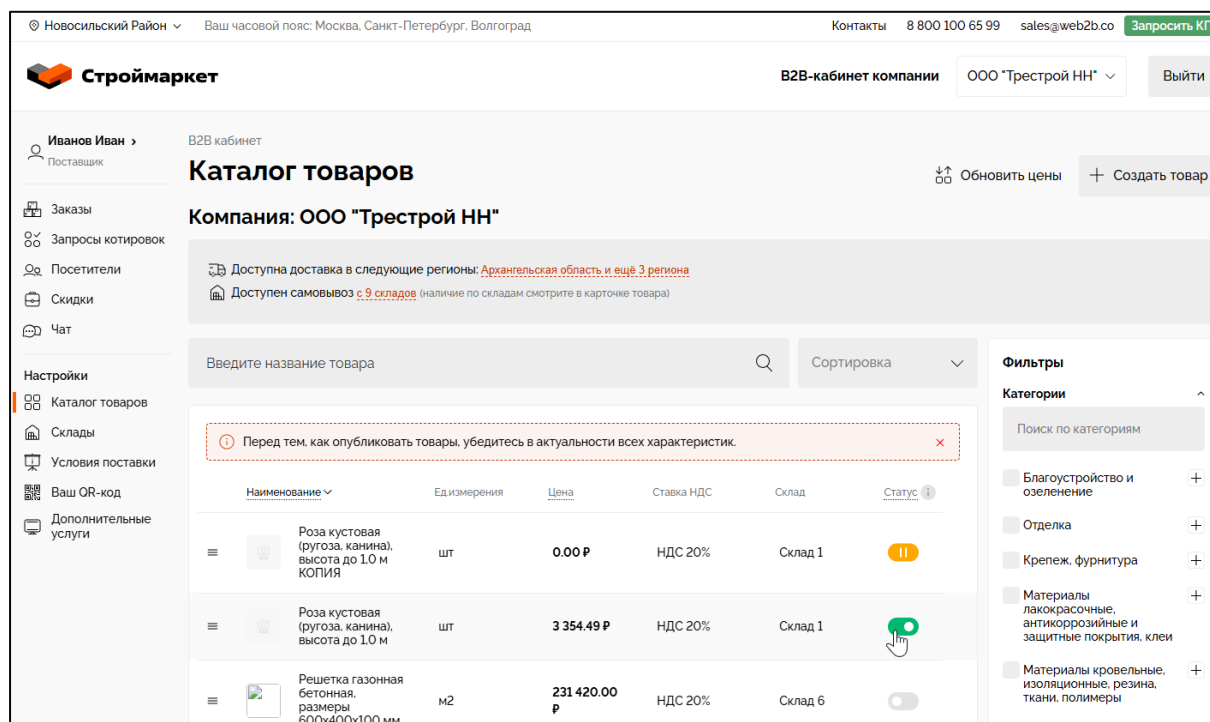 Новосильский Район
Ваш часовой пояс: Москва, Санкт-Петербург, Волгоград
Контакты
8 800 100 65 99
sales@web2b.co
Запросить КП
Строймаркет
B2B-кабинет компании
ООО "Трестрой НН"
Выйти
Иванов Иван
Поставщик
Заказы
Запросы котировок
Посетители
Скидки
Чат
Настройки
Каталог товаров
Склады
Условия поставки
Ваш QR-код
Дополнительные
услуги
B2B кабинет
Каталог товаров
Обновить цены
Создать товар
Компания: ООО "Трестрой НН"
Доступна доставка в следующие регионы: Архангельская область и ещё 3 региона
Доступен самовывоз с 9 складов (наличие по складам смотрите в карточке товара)
Введите название товара
Сортировка
Перед тем, как опубликовать товары, убедитесь в актуальности всех характеристик.
Наименование
Ед.измерения
Цена
Ставка НДС
Склад
Статус
Роза кустовая
(ругоза, канина),
высота до 1,0 м
КОПИЯ
шт
0.00 ₽
НДС 20%
Склад 1
Роза кустовая
(ругоза, канина),
высота до 1,0 м
шт
3 354.49 ₽
НДС 20%
Склад 1
Решетка газонная
бетонная,
размеры
600х400х100 мм
м2
231 420.00
₽
НДС 20%
Склад 6
Фильтры
Категории
Поиск по категориям
Благоустройство и
озеленение
Отделка
Крепеж, фурнитура
Материалы
лакокрасочные,
антикоррозийные и
защитные покрытия, клеи
Материалы кровельные,
изоляционные, резина,
ткани, полимеры